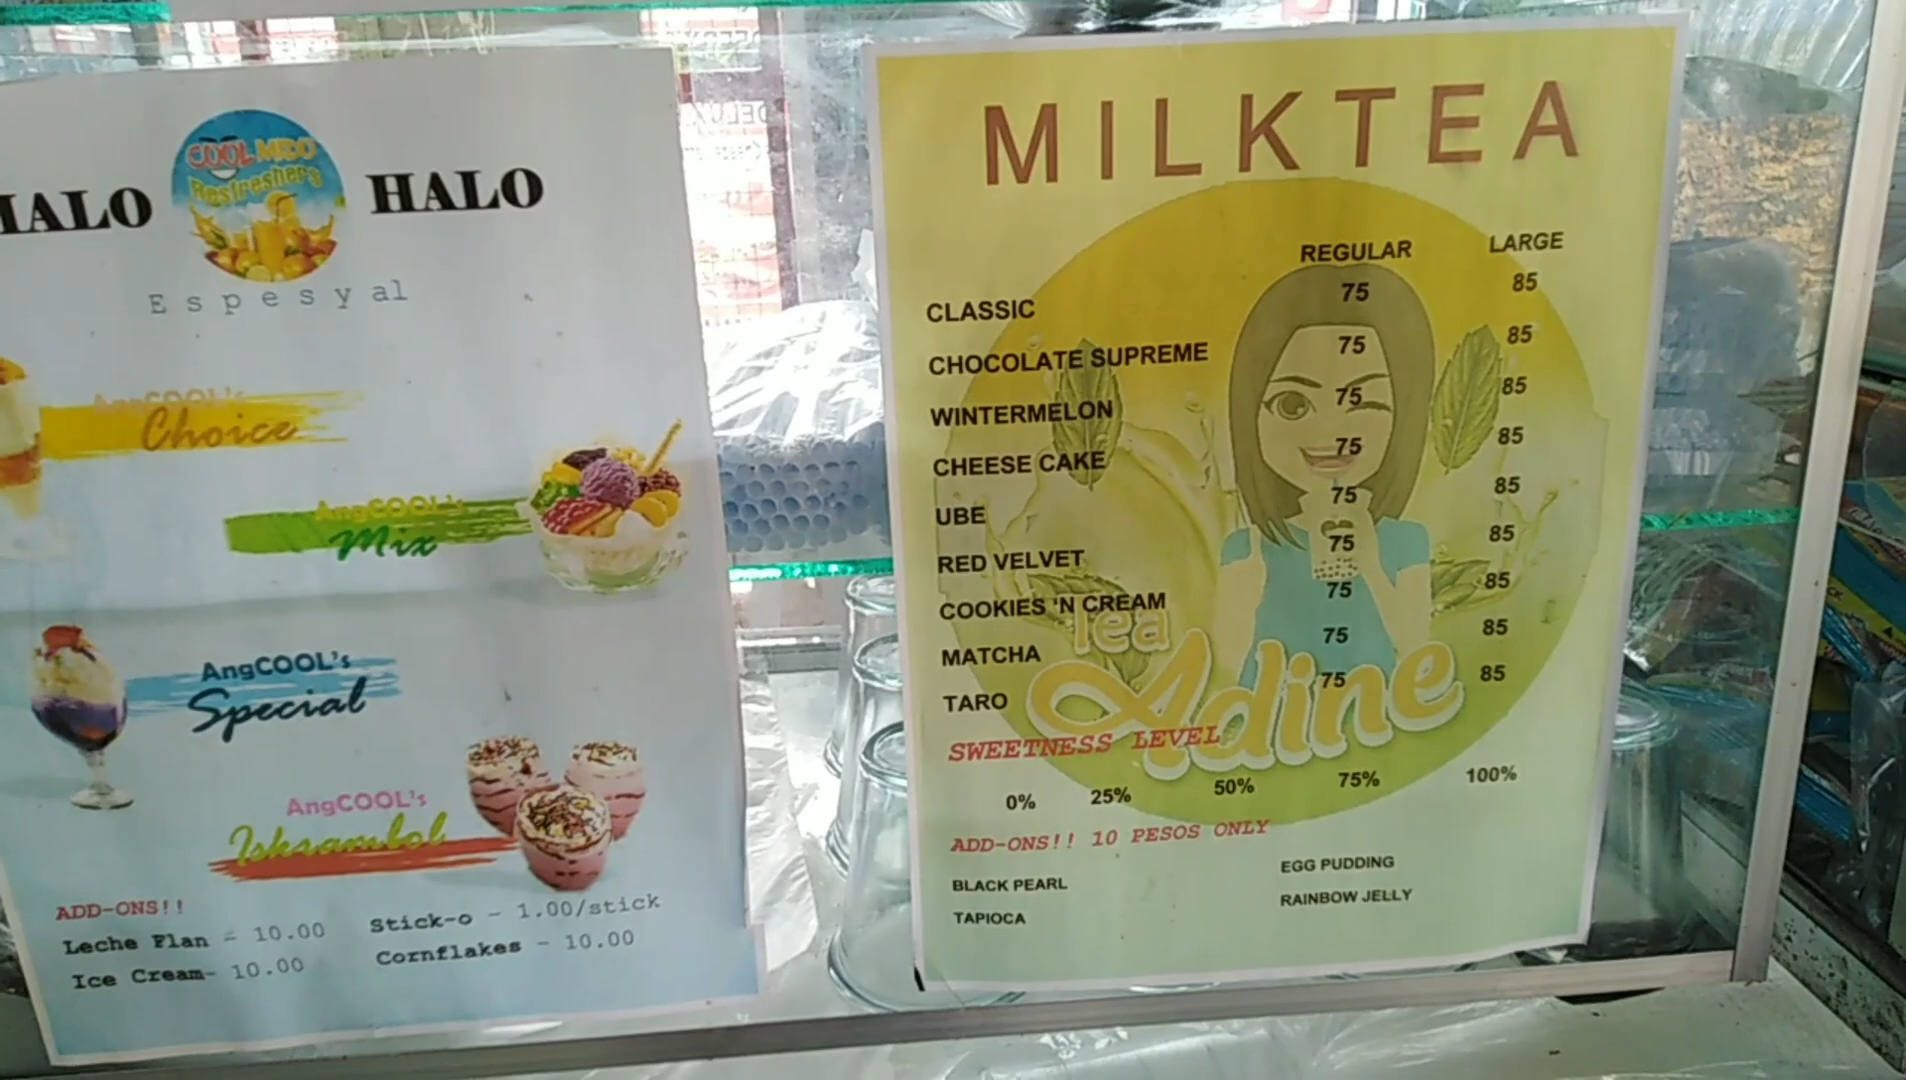 HALO
COOL MIDO
Resfreshers
HALO
Espesyal
AngCOOL's
Choice
AngCOOL's
Mix
AngCOOL's
Special
AngCOOL's
Iskrambol
ADD-ONS!!
Leche Flan - 10.00 Stick-o - 1.00/stick
Ice Cream- 10.00 Cornflakes - 10.00
MILKTEA
REGULAR LARGE
CLASSIC 75 85
CHOCOLATE SUPREME 75 85
WINTERMELON 75 85
CHEESE CAKE 75 85
UBE 75 85
RED VELVET 75 85
COOKIES 'N CREAM 75 85
MATCHA 75 85
TARO 75 85
Tea
Adine
SWEETNESS LEVEL
0% 25% 50% 75% 100%
ADD-ONS!! 10 PESOS ONLY
BLACK PEARL EGG PUDDING
TAPIOCA RAINBOW JELLY